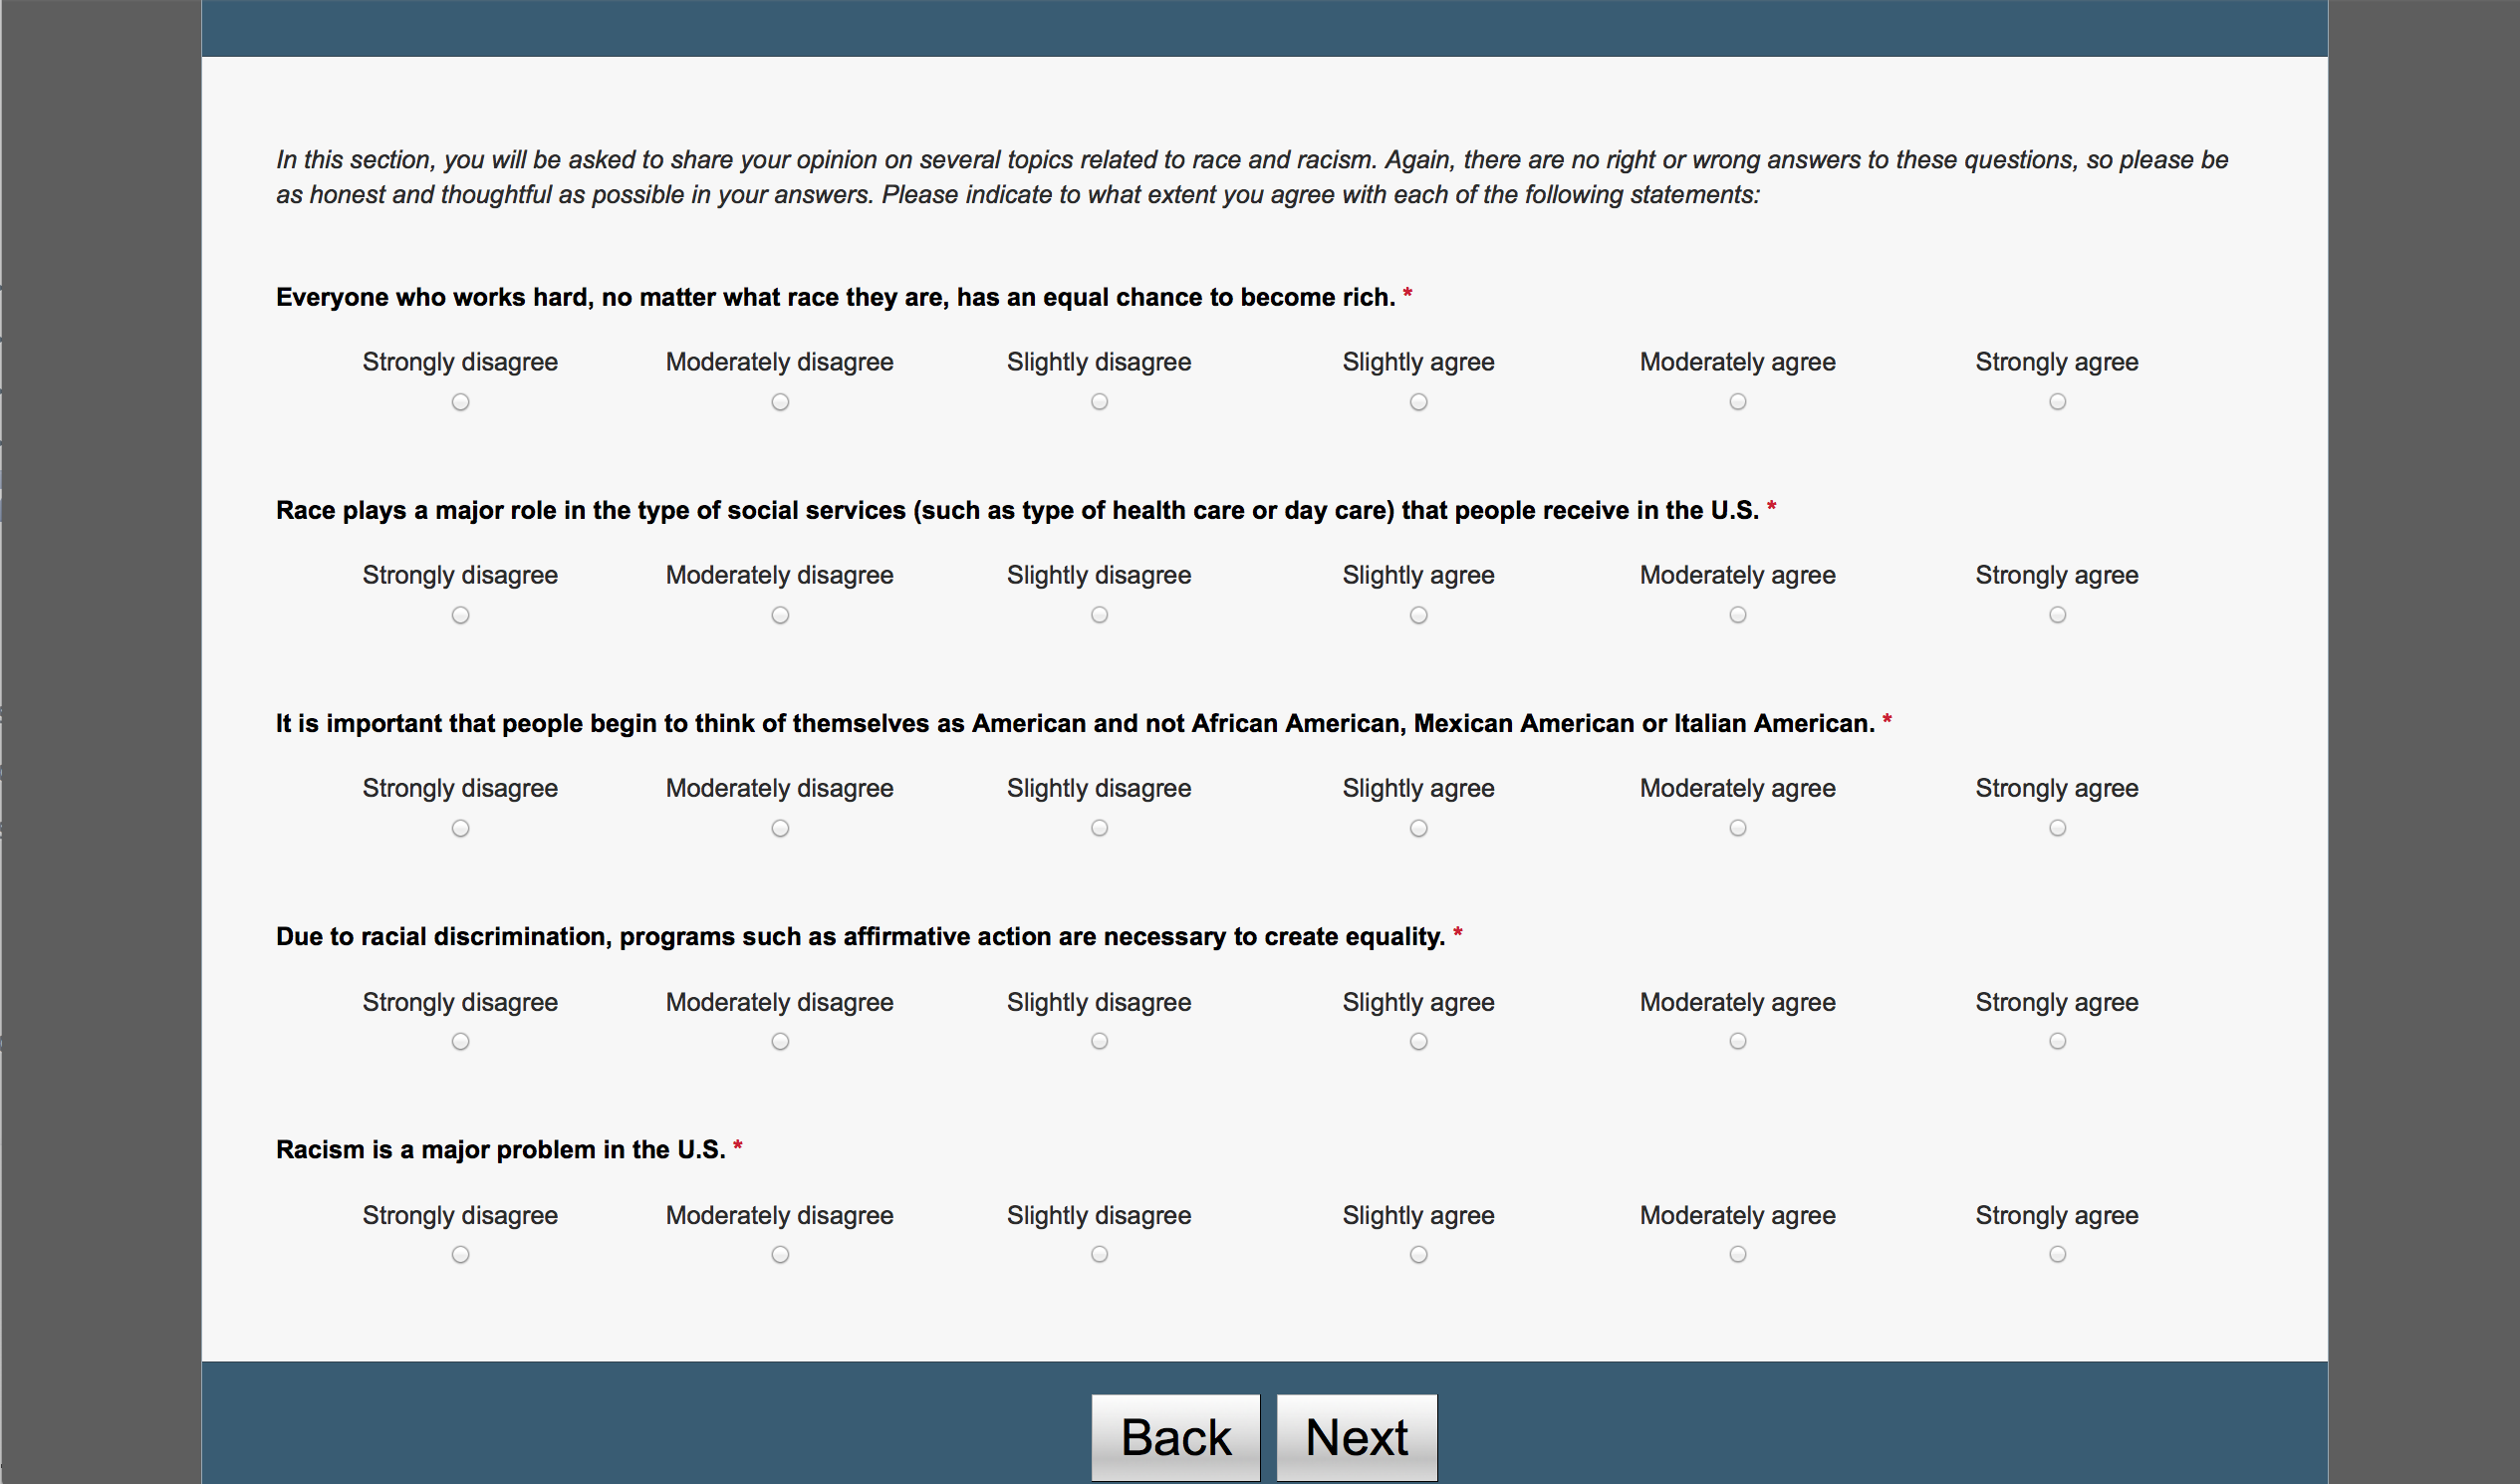 In this section, you will be asked to share your opinion on several topics related to race and racism. Again, there are no right or wrong answers to these questions, so please be
as honest and thoughtful as possible in your answers. Please indicate to what extent you agree with each of the following statements:
Everyone who works hard, no matter what race they are, has an equal chance to become rich. *
Strongly disagree Moderately disagree Slightly disagree Slightly agree Moderately agree Strongly agree
Race plays a major role in the type of social services (such as type of health care or day care) that people receive in the U.S. *
Strongly disagree Moderately disagree Slightly disagree Slightly agree Moderately agree Strongly agree
It is important that people begin to think of themselves as American and not African American, Mexican American or Italian American. *
Strongly disagree Moderately disagree Slightly disagree Slightly agree Moderately agree Strongly agree
Due to racial discrimination, programs such as affirmative action are necessary to create equality. *
Strongly disagree Moderately disagree Slightly disagree Slightly agree Moderately agree Strongly agree
Racism is a major problem in the U.S. *
Strongly disagree Moderately disagree Slightly disagree Slightly agree Moderately agree Strongly agree
Back Next